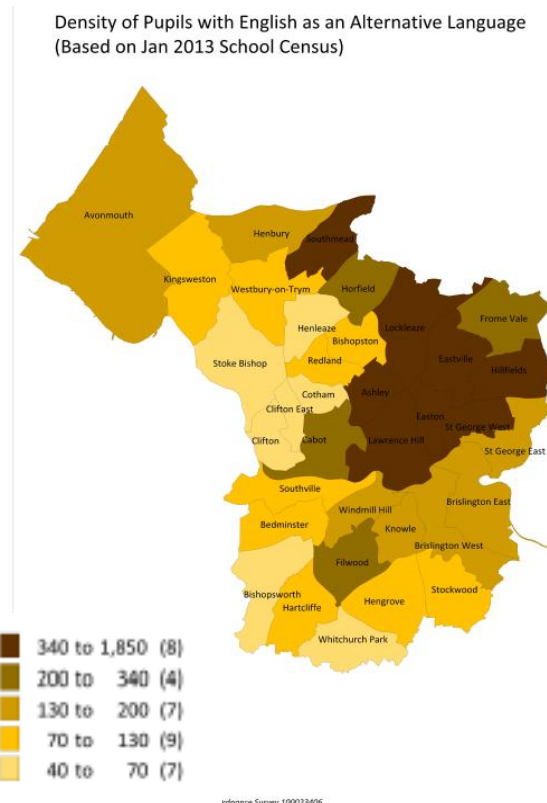 Density of Pupils with English as an Alternative Language
(Based on Jan 2013 School Census)
Avonmouth
Henbury
Southmead
Kingsweston
Westbury-on-Trym
Horfield
Henleaze
Lockleaze
Frome Vale
Bishopston
Stoke Bishop
Redland
Eastville
Hillfields
Cotham
Ashley
Clifton East
Easton
St George West
Clifton
Cabot
Lawrence Hill
St George East
Southville
Brislington East
Windmill Hill
Bedminster
Knowle
Brislington West
Filwood
Bishopsworth
Hartcliffe
Hengrove
Stockwood
Whitchurch Park
340 to 1,850 (8)
200 to 340 (4)
130 to 200 (7)
70 to 130 (9)
40 to 70 (7)
rdnance Survey 100023406